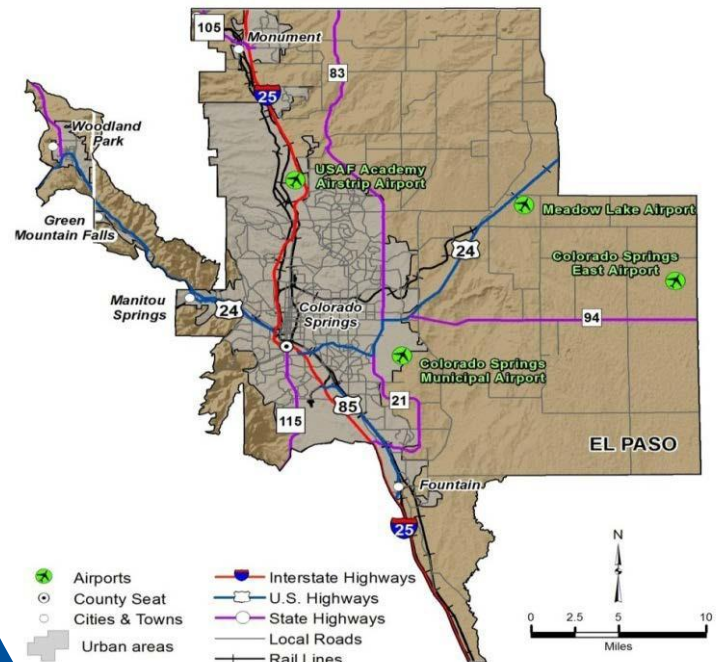 105
Monument
83
25
Woodland
Park
USAF Academy
Airstrip Airport
Meadow Lake Airport
Green
Mountain Falls
24
Colorado Springs
East Airport
Manitou
Springs
24
Colorado
Springs
94
Colorado Springs
Municipal Airport
85
21
115
EL PASO
Fountain
25
N
Airports
County Seat
Cities & Towns
Urban areas
Interstate Highways
U.S. Highways
State Highways
Local Roads
Rail Lines
0 2.5 5 10
Miles